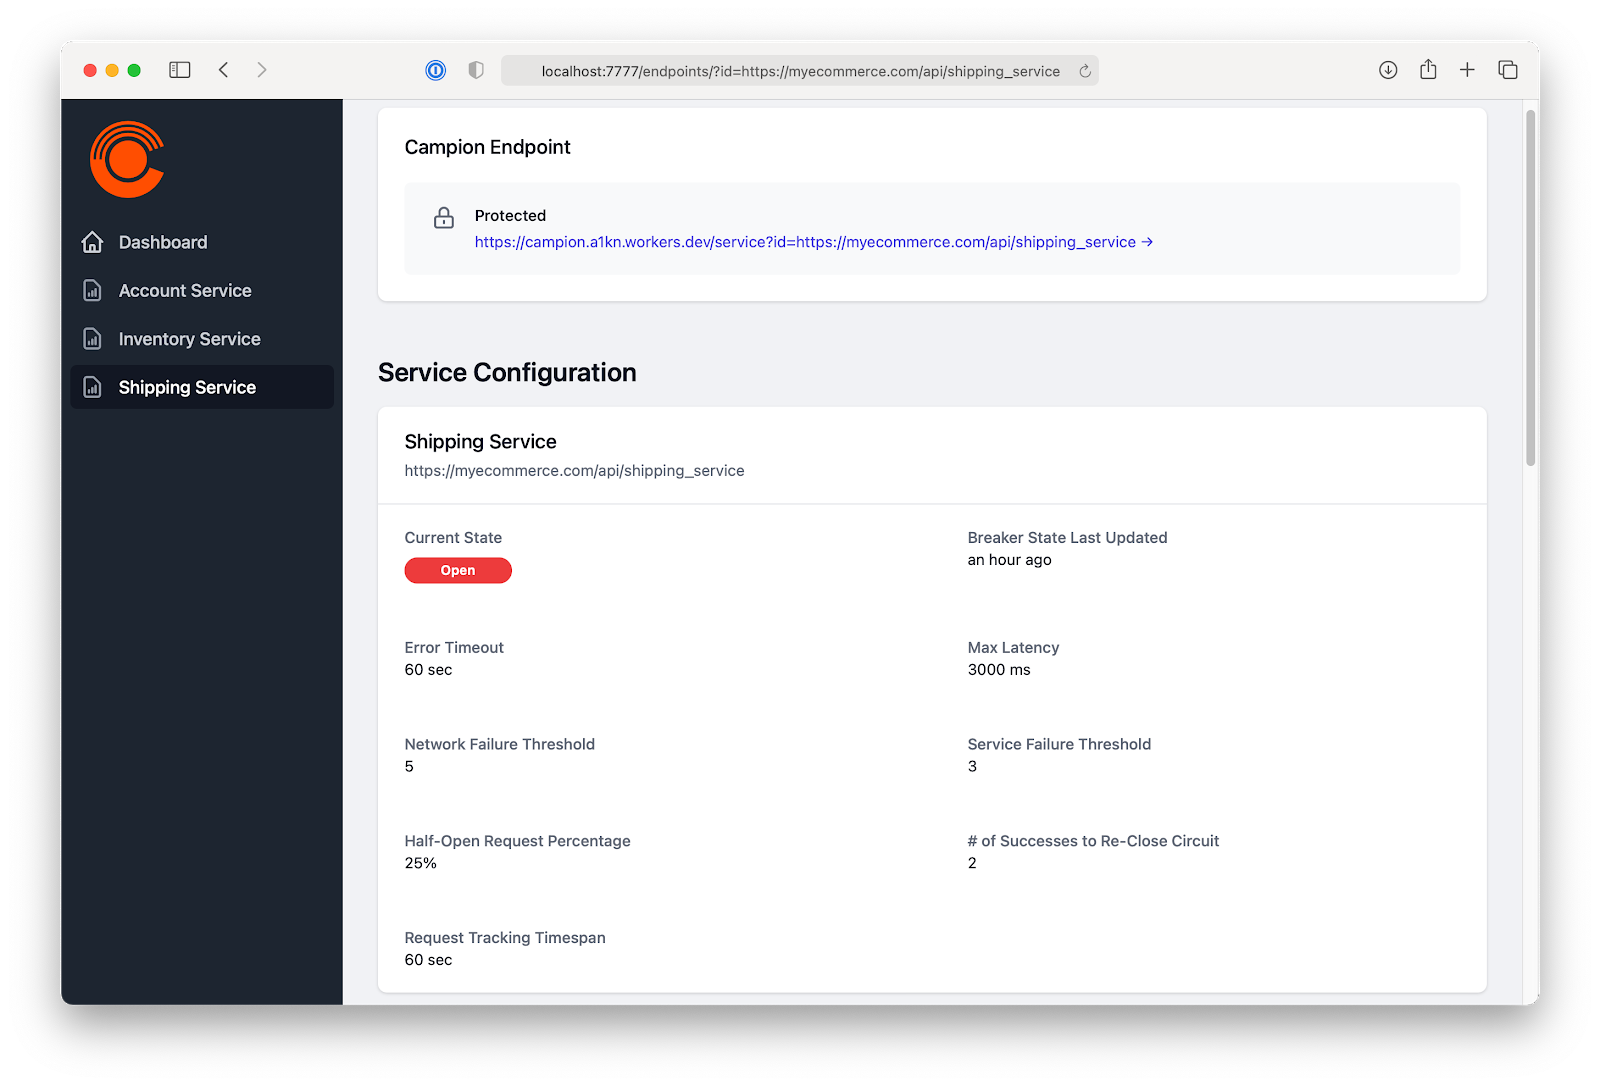 localhost:7777/endpoints/?id=https://myecommerce.com/api/shipping_service
Dashboard
Account Service
Inventory Service
Shipping Service
Campion Endpoint
Protected
https://campion.a1kn.workers.dev/service?id=https://myecommerce.com/api/shipping_service →
Service Configuration
Shipping Service
https://myecommerce.com/api/shipping_service
Current State
Open
Breaker State Last Updated
an hour ago
Error Timeout
60 sec
Max Latency
3000 ms
Network Failure Threshold
5
Service Failure Threshold
3
Half-Open Request Percentage
25%
# of Successes to Re-Close Circuit
2
Request Tracking Timespan
60 sec